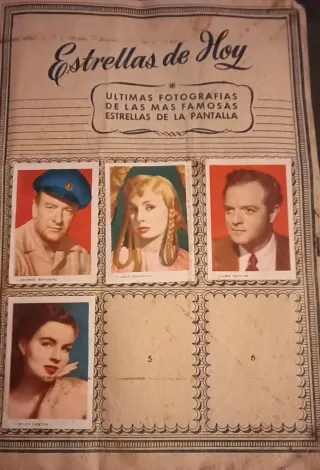 Estrellas de Hoy
ULTIMAS FOTOGRAFIAS
DE LAS MAS FAMOSAS
ESTRELLAS DE LA PANTALLA
5
6